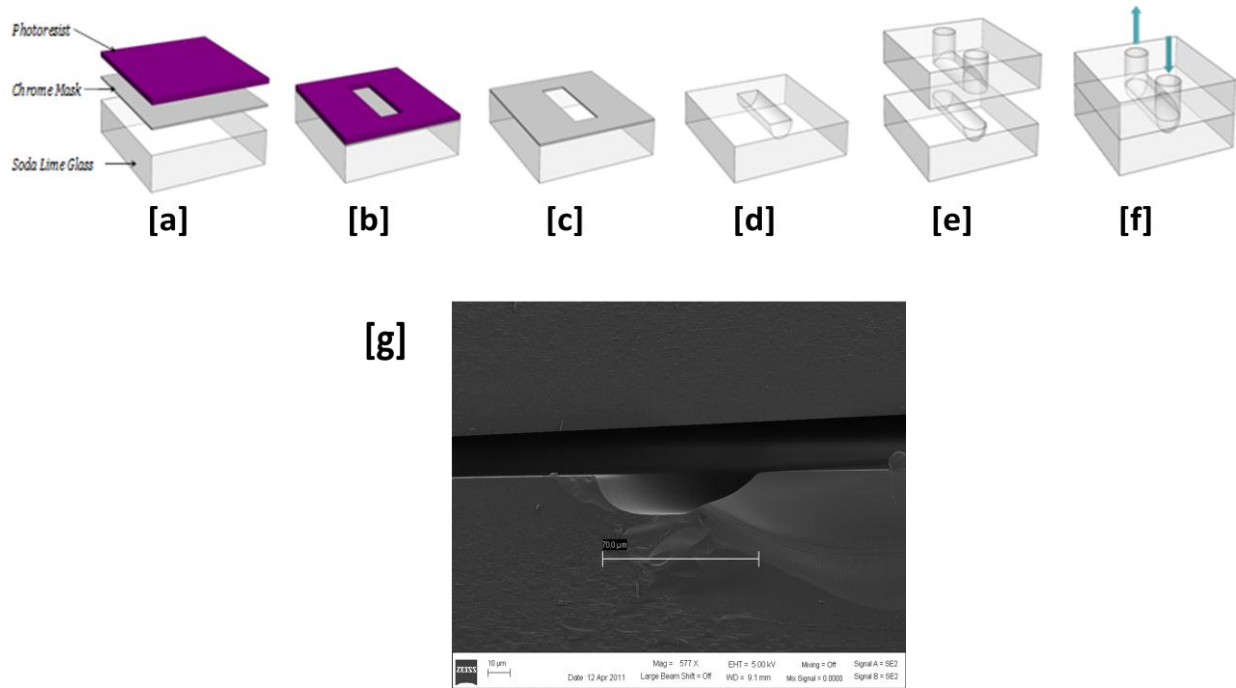 Photoresist
Chrome Mask
Soda Lime Glass
[a] [b] [c] [d] [e] [f]
[g]
70.0 µm
ZEISS
10 µm
Date :12 Apr 2011
Mag = 577 X
Large Beam Shift = Off
EHT = 5.00 kV
WD = 9.1 mm
Mixing = Off
Mix Signal = 0.0000
Signal A = SE2
Signal B = SE2